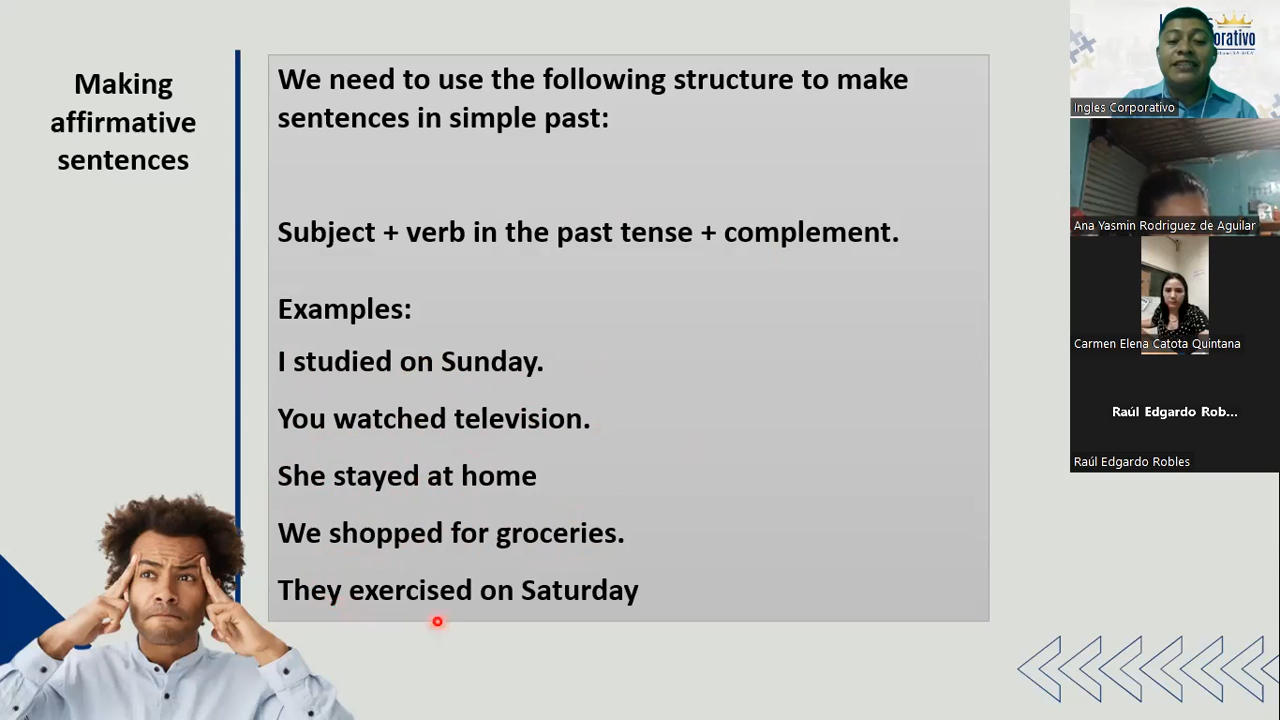 Making
affirmative
sentences
We need to use the following structure to make
sentences in simple past:
Subject + verb in the past tense + complement.
Examples:
I studied on Sunday.
You watched television.
She stayed at home
We shopped for groceries.
They exercised on Saturday
Ingles Corporativo
Ana Yasmin Rodriguez de Aguilar
Carmen Elena Catota Quintana
Raúl Edgardo Rob...
Raúl Edgardo Robles